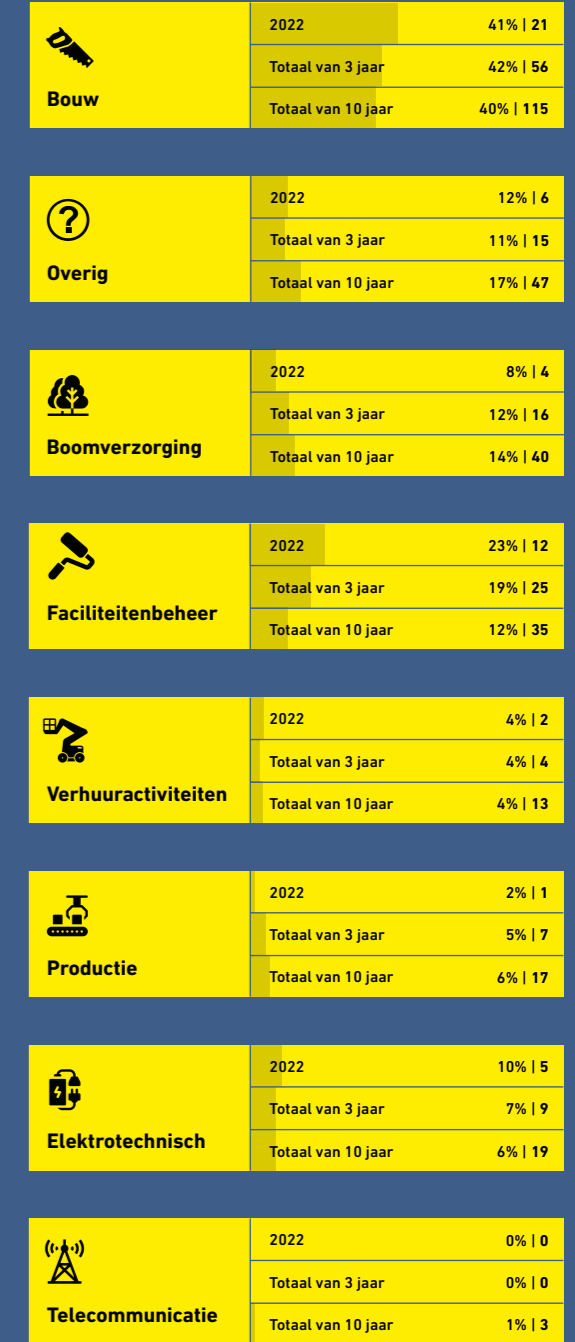 Bouw
2022 41% | 21
Totaal van 3 jaar 42% | 56
Totaal van 10 jaar 40% | 115
?
Overig
2022 12% | 6
Totaal van 3 jaar 11% | 15
Totaal van 10 jaar 17% | 47
Boomverzorging
2022 8% | 4
Totaal van 3 jaar 12% | 16
Totaal van 10 jaar 14% | 40
Faciliteitenbeheer
2022 23% | 12
Totaal van 3 jaar 19% | 25
Totaal van 10 jaar 12% | 35
Verhuuractiviteiten
2022 4% | 2
Totaal van 3 jaar 4% | 4
Totaal van 10 jaar 4% | 13
Productie
2022 2% | 1
Totaal van 3 jaar 5% | 7
Totaal van 10 jaar 6% | 17
Elektrotechnisch
2022 10% | 5
Totaal van 3 jaar 7% | 9
Totaal van 10 jaar 6% | 19
Telecommunicatie
2022 0% | 0
Totaal van 3 jaar 0% | 0
Totaal van 10 jaar 1% | 3